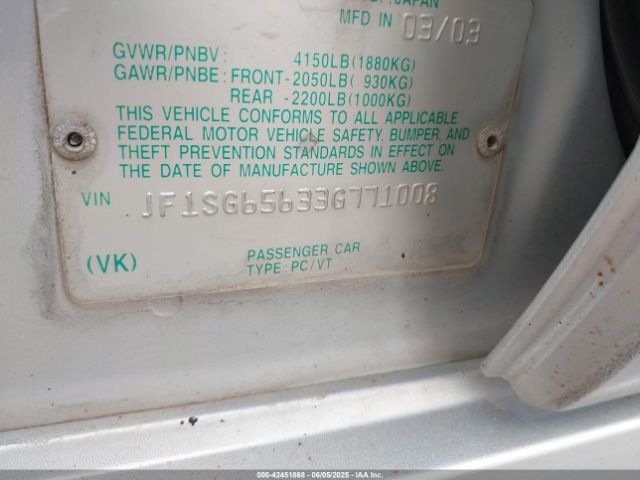 JAPAN
MFD IN 03/03
GVWR/PNBV: 4150LB(1880KG)
GAWR/PNBE: FRONT-2050LB( 930KG)
REAR -2200LB(1000KG)
THIS VEHICLE CONFORMS TO ALL APPLICABLE
FEDERAL MOTOR VEHICLE SAFETY, BUMPER, AND
THEFT PREVENTION STANDARDS IN EFFECT ON
THE DATE OF MANUFACTURE SHOWN ABOVE.
VIN JF1SG65633G771008
(VK) PASSENGER CAR
TYPE: PC/VT
000-42451868 - 06/05/2025 - IAAI.COM